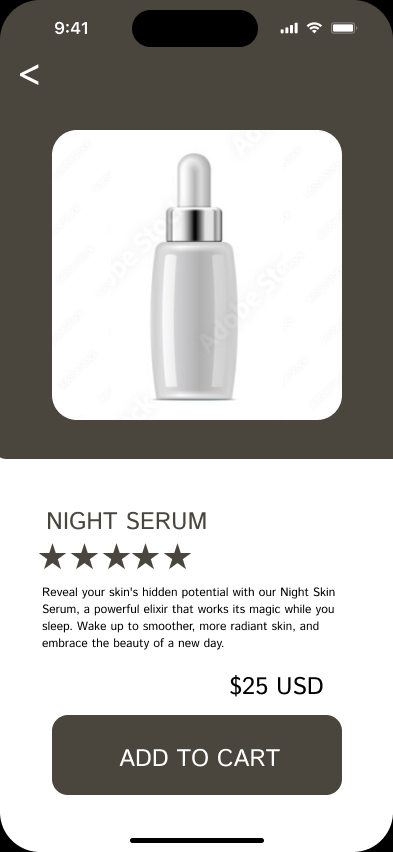 9:41
<
Adobe Stock
NIGHT SERUM
★★★★★
Reveal your skin's hidden potential with our Night Skin
Serum, a powerful elixir that works its magic while you
sleep. Wake up to smoother, more radiant skin, and
embrace the beauty of a new day.
$25 USD
ADD TO CART